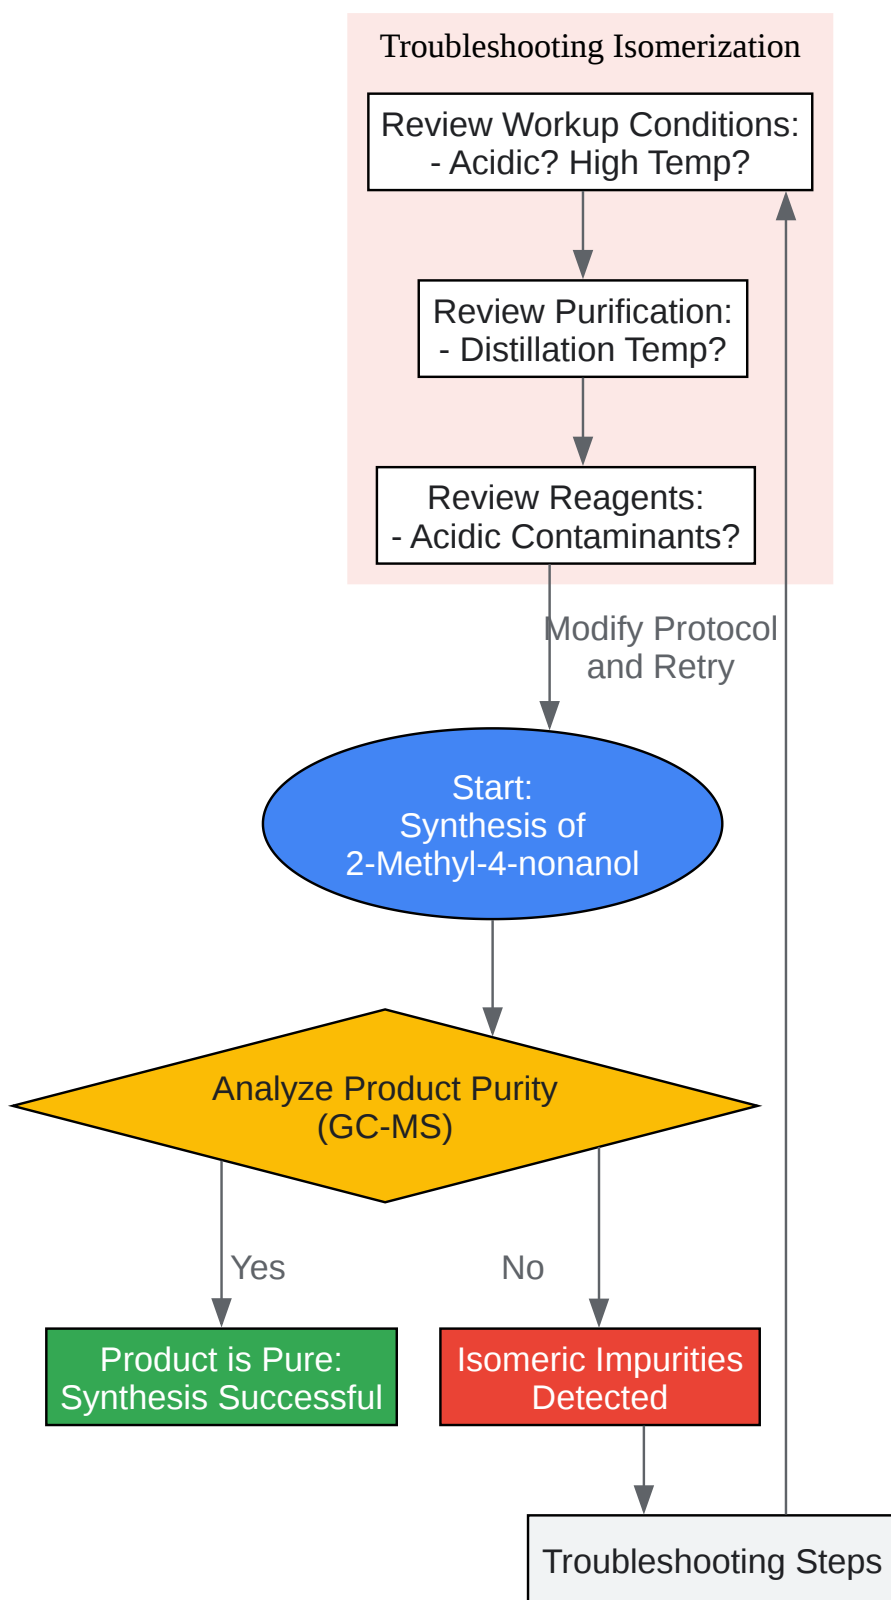 Troubleshooting Isomerization
Review Workup Conditions:
- Acidic? High Temp?
Review Purification:
- Distillation Temp?
Review Reagents:
- Acidic Contaminants?
Modify Protocol
and Retry
Start:
Synthesis of
2-Methyl-4-nonanol
Analyze Product Purity
(GC-MS)
Yes
No
Product is Pure:
Synthesis Successful
Isomeric Impurities
Detected
Troubleshooting Steps